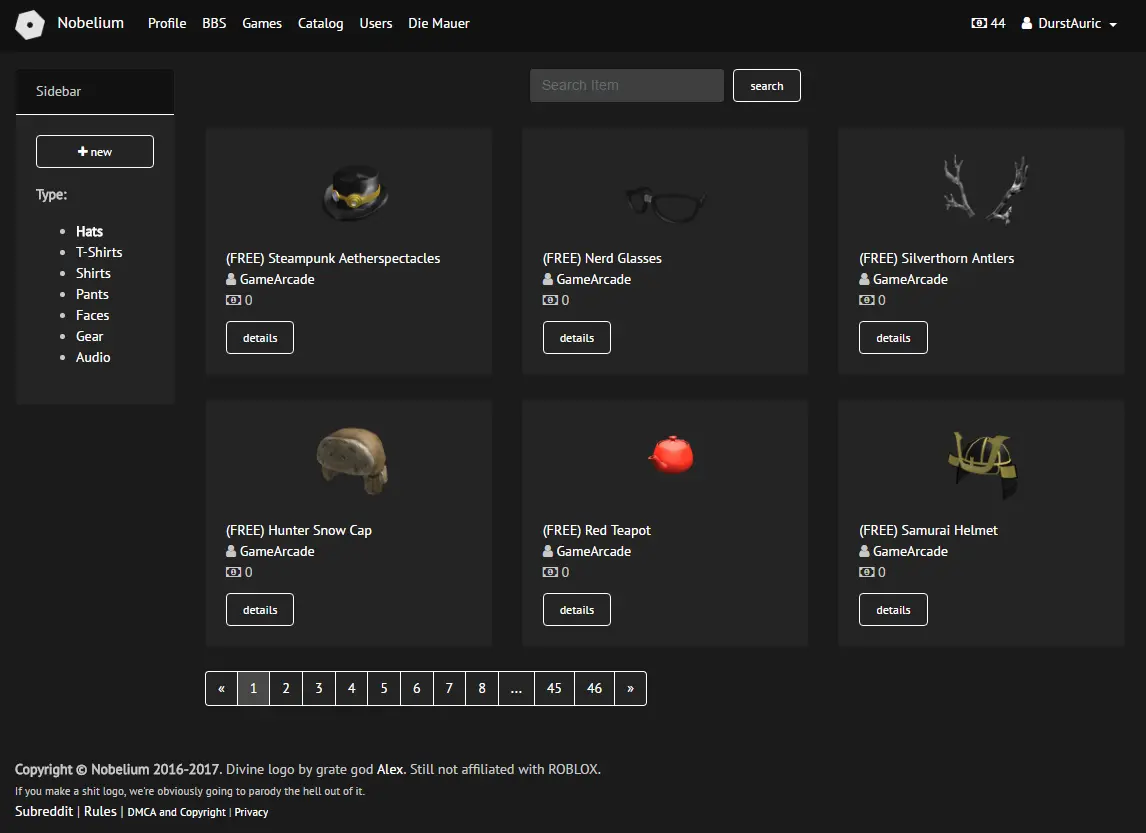 Nobelium Profile BBS Games Catalog Users Die Mauer 44 DurstAuric
Sidebar
Search Item search
new
Type:
Hats
T-Shirts
Shirts
Pants
Faces
Gear
Audio
(FREE) Steampunk Aetherspectacles
GameArcade
0
details
(FREE) Nerd Glasses
GameArcade
0
details
(FREE) Silverthorn Antlers
GameArcade
0
details
(FREE) Hunter Snow Cap
GameArcade
0
details
(FREE) Red Teapot
GameArcade
0
details
(FREE) Samurai Helmet
GameArcade
0
details
« 1 2 3 4 5 6 7 8 ... 45 46 »
Copyright © Nobelium 2016-2017. Divine logo by grate god Alex. Still not affiliated with ROBLOX.
If you make a shit logo, we're obviously going to parody the hell out of it.
Subreddit | Rules | DMCA and Copyright | Privacy